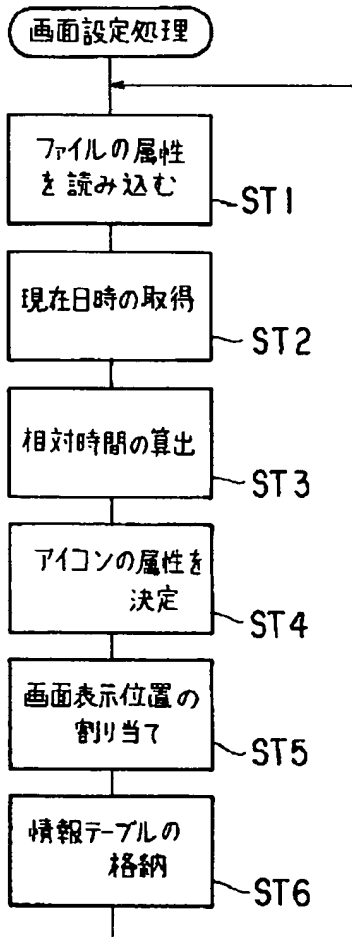 画面設定処理
ファイルの属性
を読み込む
ST1
現在日時の取得
ST2
相対時間の算出
ST3
アイコンの属性を
決定
ST4
画面表示位置の
割り当て
ST5
情報テーブルの
格納
ST6